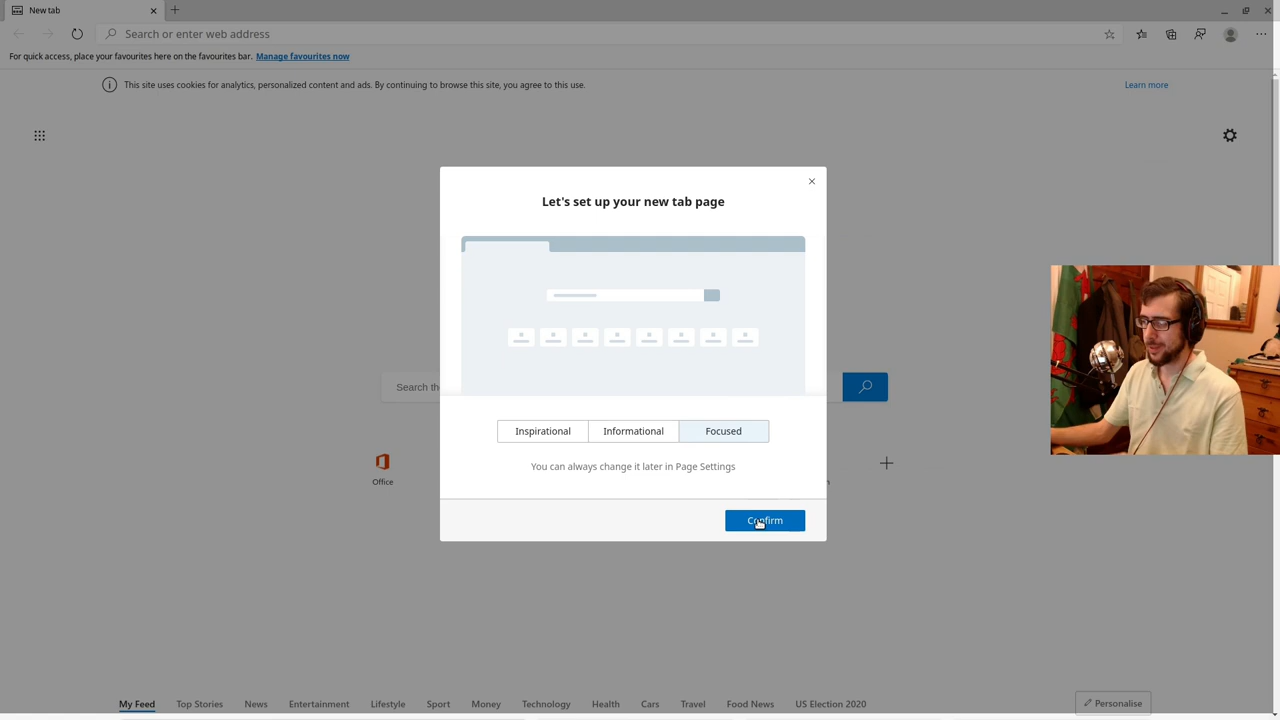 New tab
Search or enter web address
For quick access, place your favourites here on the favourites bar. Manage favourites now
This site uses cookies for analytics, personalized content and ads. By continuing to browse this site, you agree to this use.
Learn more
Let's set up your new tab page
Search the
Inspirational
Informational
Focused
You can always change it later in Page Settings
Office
Confirm
My Feed
Top Stories
News
Entertainment
Lifestyle
Sport
Money
Technology
Health
Cars
Travel
Food News
US Election 2020
Personalise